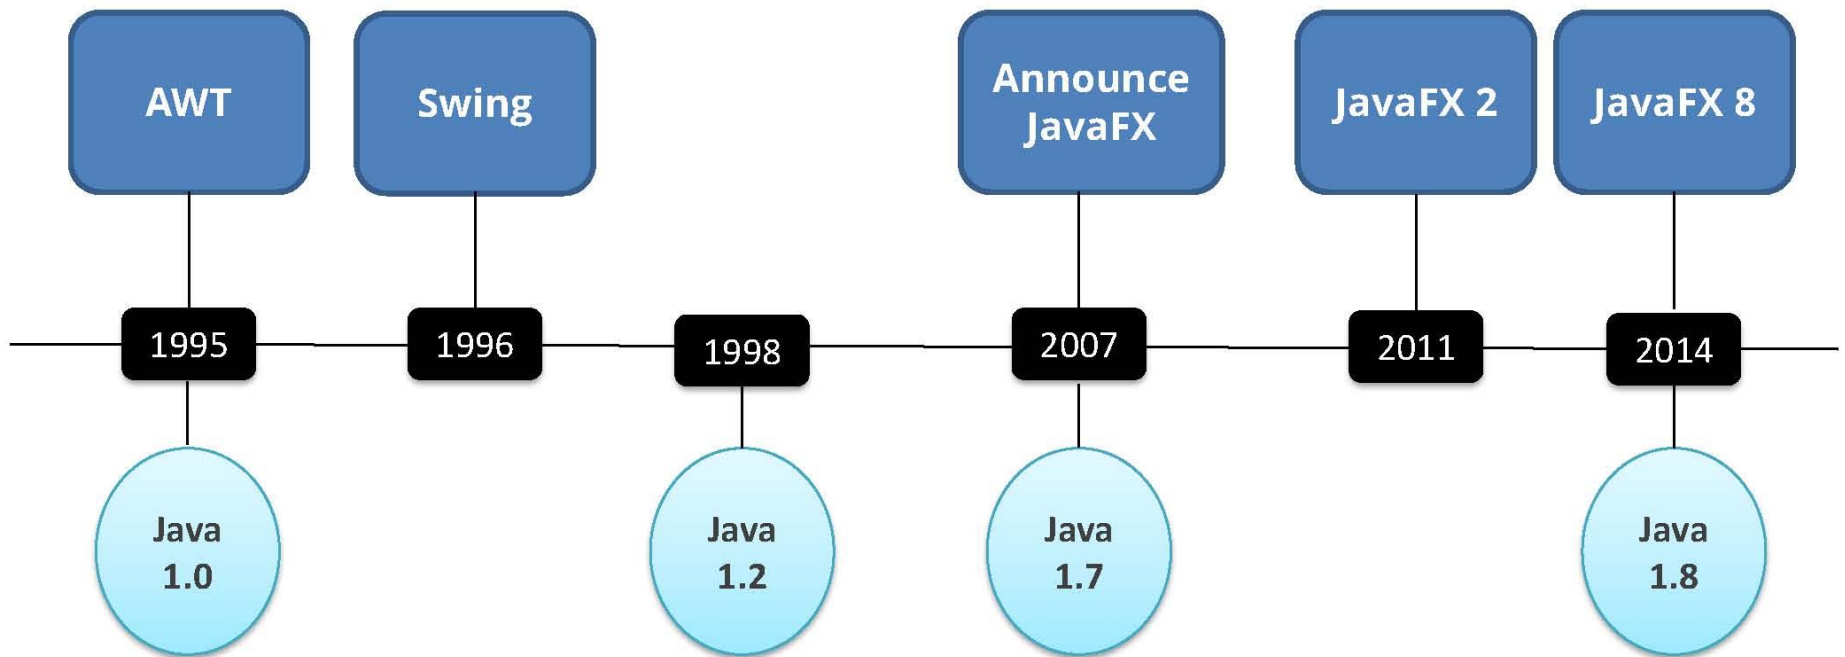 AWT
Swing
Announce
JavaFX
JavaFX 2
JavaFX 8
1995
1996
1998
2007
2011
2014
Java
1.0
Java
1.2
Java
1.7
Java
1.8